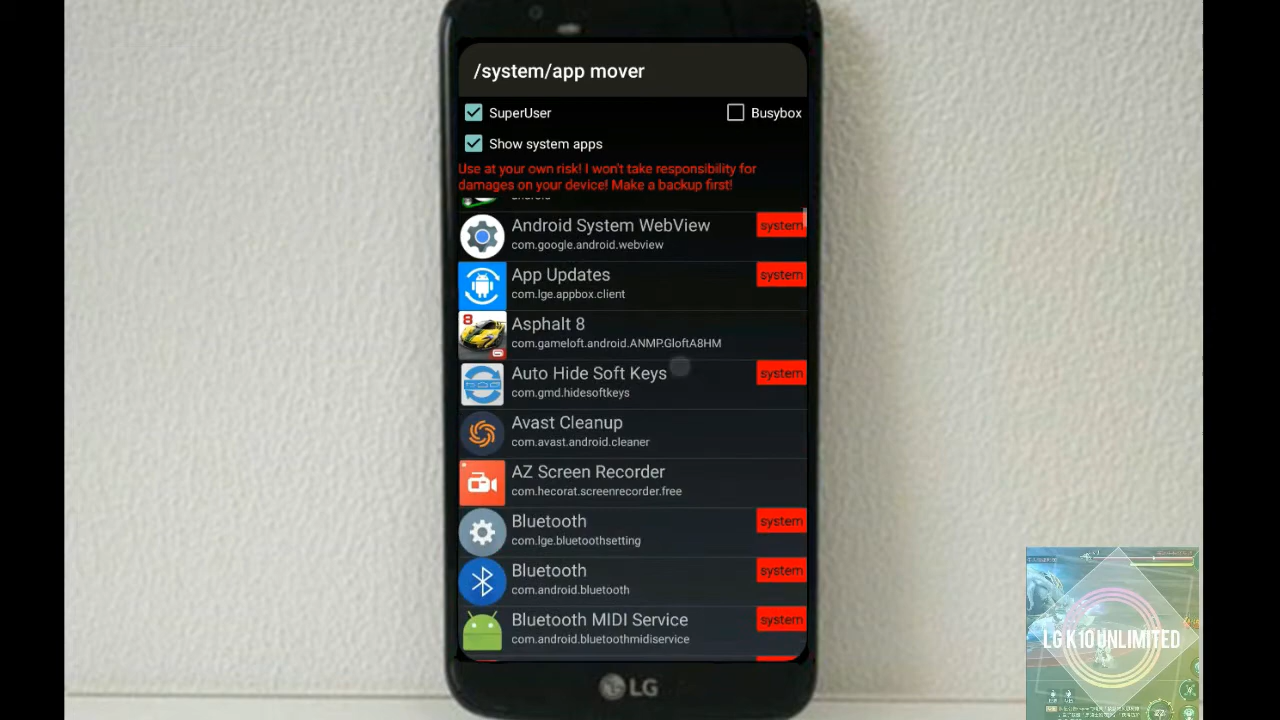 /system/app mover
SuperUser
Busybox
Show system apps
Use at your own risk! I won't take responsibility for
damages on your device! Make a backup first!
android
Android System WebView
system
com.google.android.webview
App Updates
system
com.lge.appbox.client
8
Asphalt 8
com.gameloft.android.ANMP.GloftA8HM
Auto Hide Soft Keys
system
com.gmd.hidesoftkeys
Avast Cleanup
com.avast.android.cleaner
AZ Screen Recorder
com.hecorat.screenrecorder.free
Bluetooth
system
com.lge.bluetoothsetting
Bluetooth
system
com.android.bluetooth
Bluetooth MIDI Service
system
com.android.bluetoothmidiservice
LG
LG K10 UNLIMITED